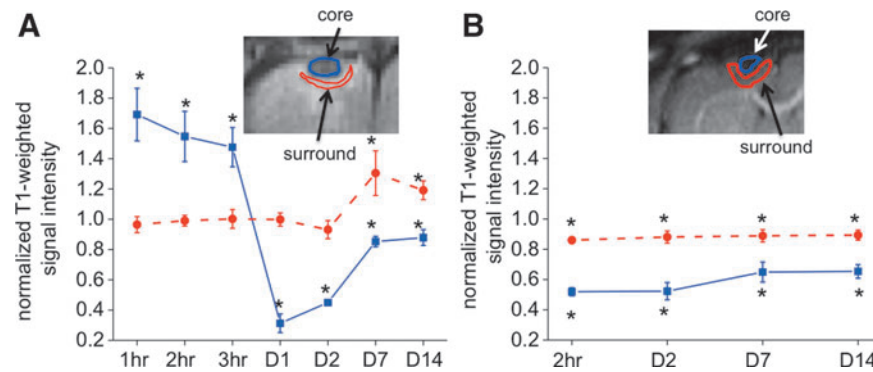 A
core
surround
normalized T1-weighted
signal intensity
2.0
1.8
1.6
1.4
1.2
1.0
0.8
0.6
0.4
0.2
* * * * * * * * * *
1hr 2hr 3hr D1 D2 D7 D14
B
core
surround
normalized T1-weighted
signal intensity
2.0
1.8
1.6
1.4
1.2
1.0
0.8
0.6
0.4
0.2
* * * *
* * * *
2hr D2 D7 D14